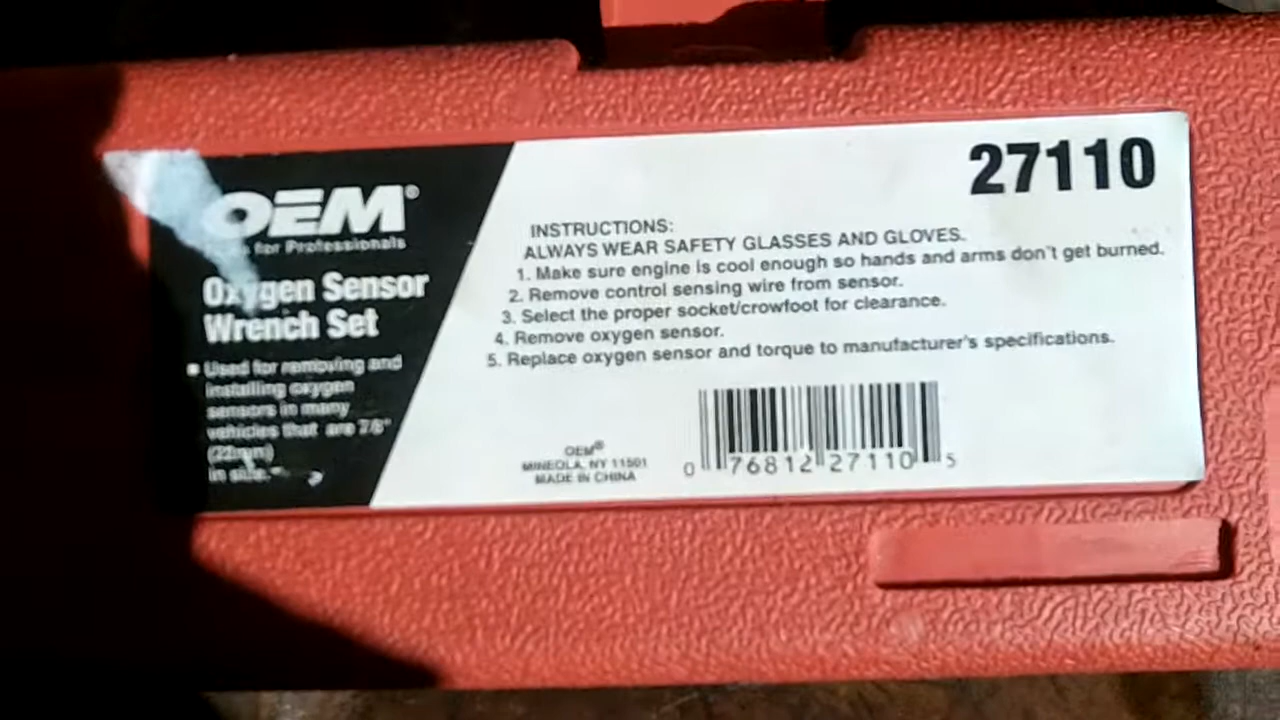 27110
OEM®
for Professionals
Oxygen Sensor
Wrench Set
Used for removing and
installing oxygen
sensors in many
vehicles that are 7/8"
(22mm)
in size.
INSTRUCTIONS:
ALWAYS WEAR SAFETY GLASSES AND GLOVES.
1. Make sure engine is cool enough so hands and arms don't get burned.
2. Remove control sensing wire from sensor.
3. Select the proper socket/crowfoot for clearance.
4. Remove oxygen sensor.
5. Replace oxygen sensor and torque to manufacturer's specifications.
OEM®
MINEOLA, NY 11501
MADE IN CHINA
0 76812 27110 5